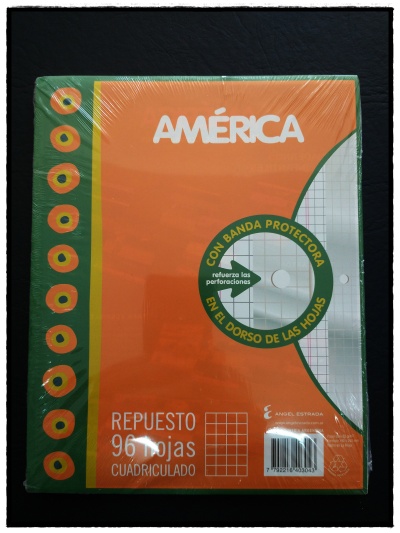 AMÉRICA
CON BANDA PROTECTORA
refuerza las
perforaciones
EN EL DORSO DE LAS HOJAS
REPUESTO
96 hojas
CUADRICULADO
ANGEL ESTRADA